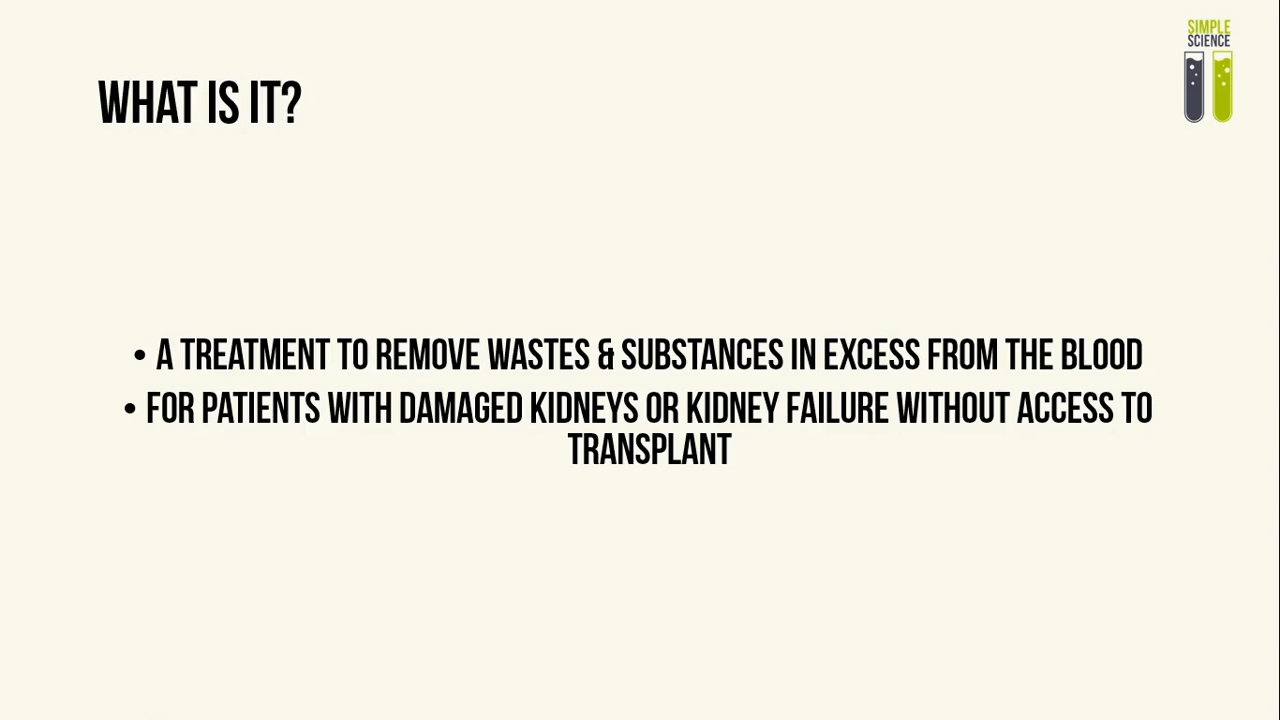 SIMPLE
SCIENCE
WHAT IS IT?
• A TREATMENT TO REMOVE WASTES & SUBSTANCES IN EXCESS FROM THE BLOOD
• FOR PATIENTS WITH DAMAGED KIDNEYS OR KIDNEY FAILURE WITHOUT ACCESS TO
TRANSPLANT